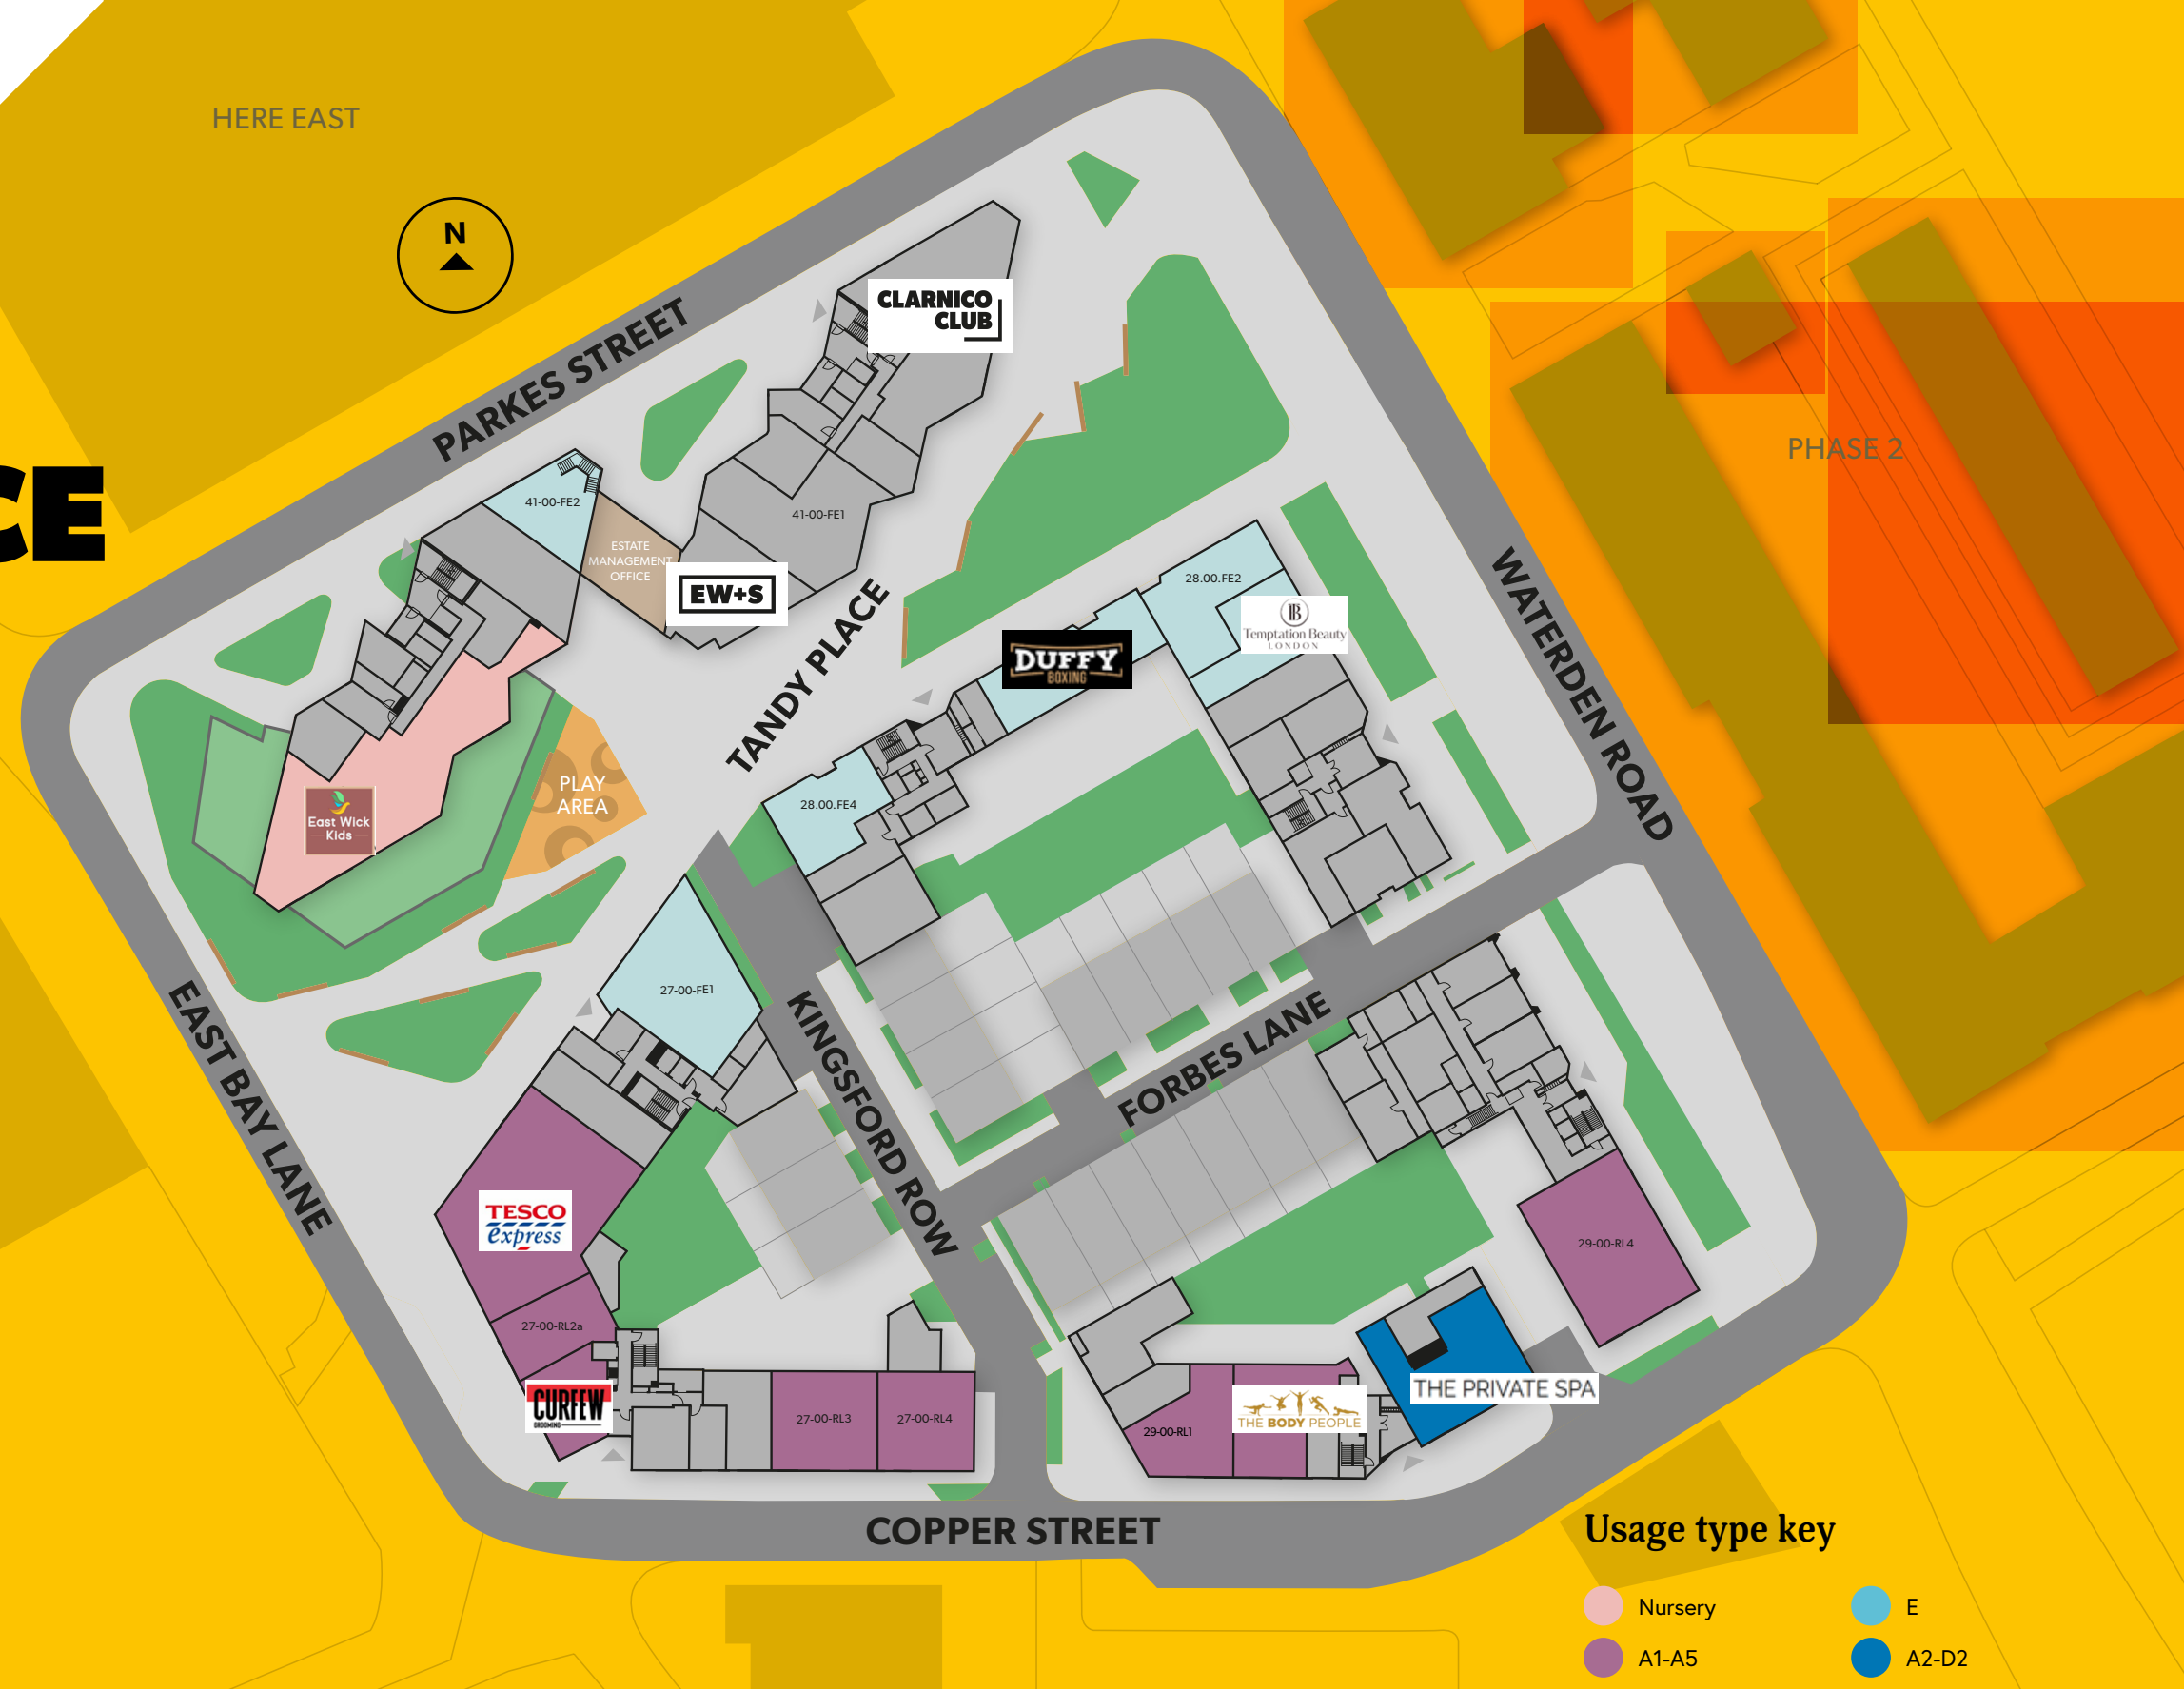 HERE EAST
N
CE
PARKES STREET
CLARNICO
CLUB
41-00-FE2
41-00-FE1
ESTATE
MANAGEMENT
OFFICE
EW+S
TANDY PLACE
PHASE 2
WATERDEN ROAD
28.00.FE2
TB
Temptation Beauty
LONDON
DUFFY
BOXING
28.00.FE4
PLAY
AREA
East Wick
Kids
EAST BAY LANE
27-00-FE1
KINGSFORD ROW
FORBES LANE
TESCO
express
27-00-RL2a
CURFEW
GROOMING
27-00-RL3
27-00-RL4
29-00-RL1
THE BODY PEOPLE
THE PRIVATE SPA
29-00-RL4
COPPER STREET
Usage type key
Nursery
E
A1-A5
A2-D2